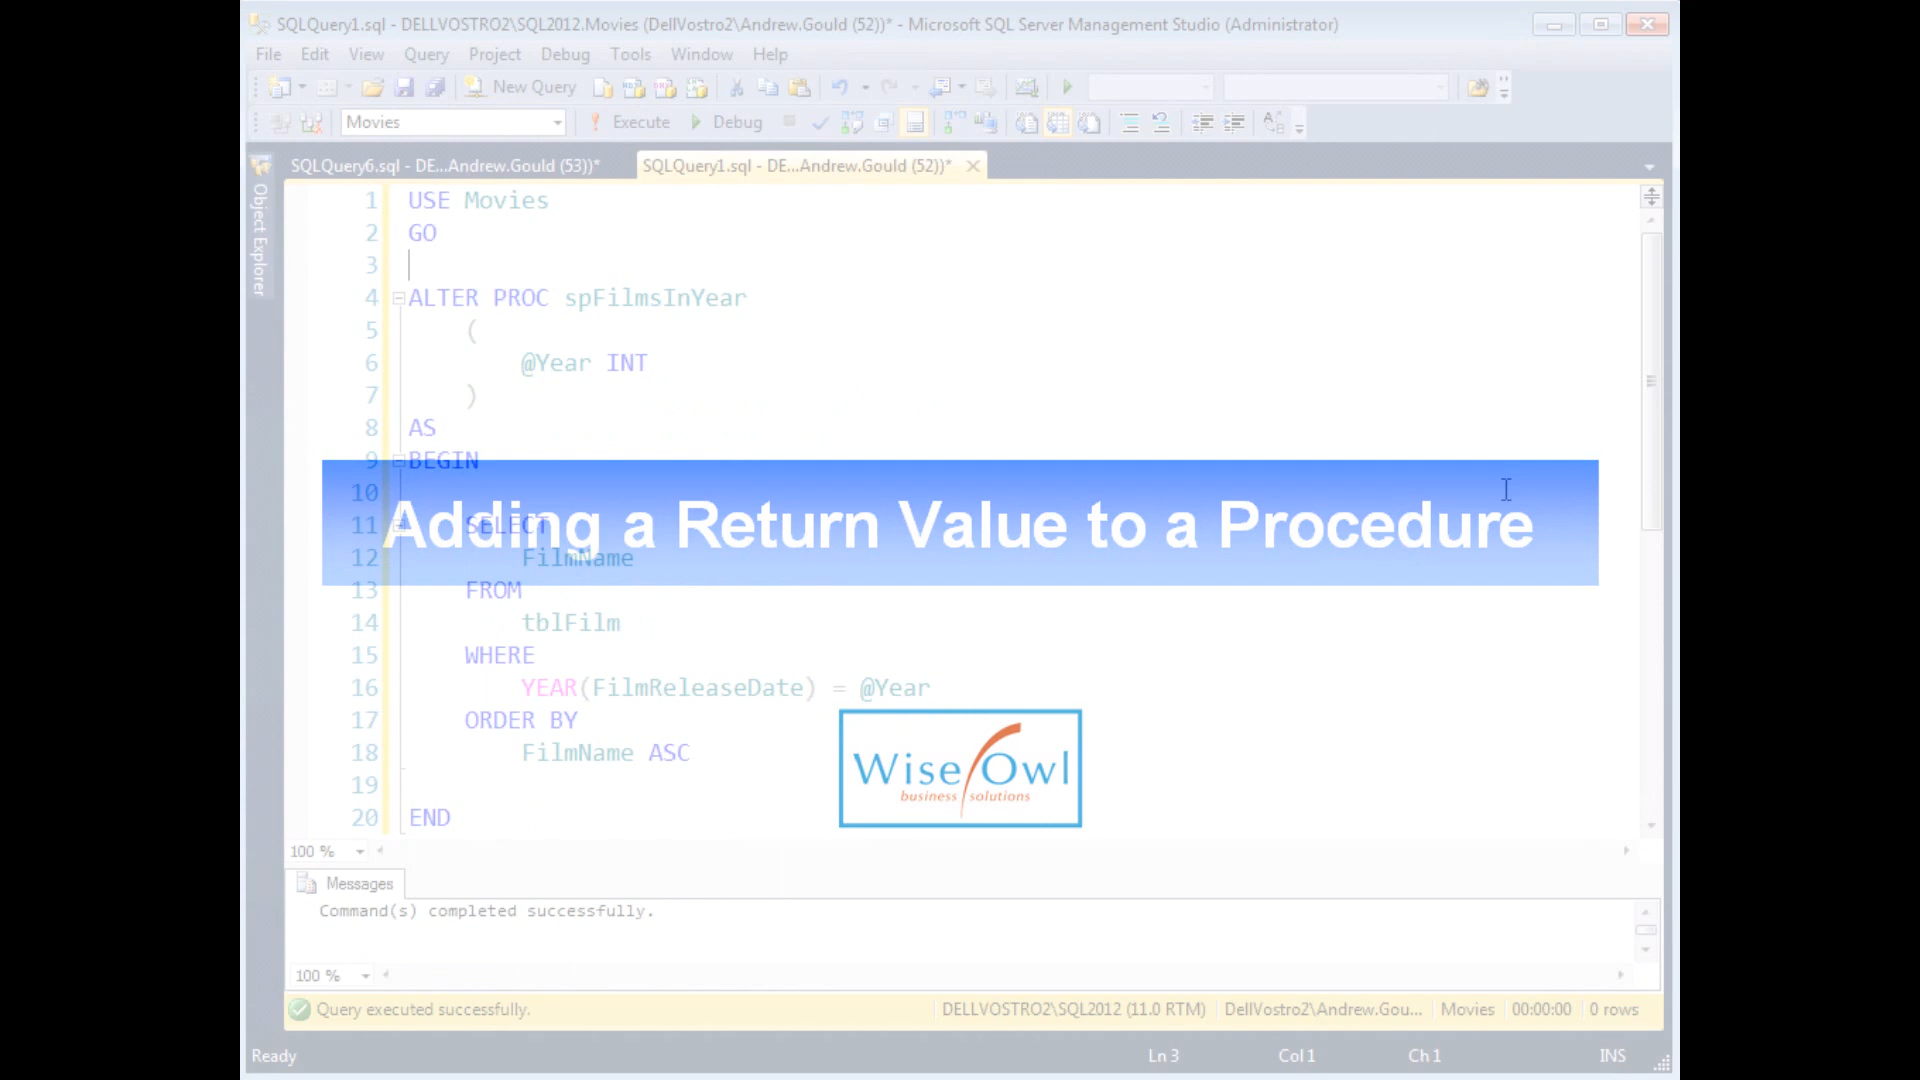 SQLQuery1.sql - DELLVOSTRO2\SQL2012.Movies (DellVostro2\Andrew.Gould (52))* - Microsoft SQL Server Management Studio (Administrator)
File Edit View Query Project Debug Tools Window Help
New Query
Movies Execute Debug
SQLQuery6.sql - DE...Andrew.Gould (53))* SQLQuery1.sql - DE...Andrew.Gould (52))*
Object Explorer
1 USE Movies
2 GO
3
4 ALTER PROC spFilmsInYear
5 (
6 @Year INT
7 )
8 AS
9 BEGIN
10
Adding a Return Value to a Procedure
11 SELECT
12 FilmName
13 FROM
14 tblFilm
15 WHERE
16 YEAR(FilmReleaseDate) = @Year
17 ORDER BY
18 FilmName ASC
19
20 END
Wise Owl
business solutions
100 %
Messages
Command(s) completed successfully.
100 %
Query executed successfully. DELLVOSTRO2\SQL2012 (11.0 RTM) DellVostro2\Andrew.Gou... Movies 00:00:00 0 rows
Ready Ln 3 Col 1 Ch 1 INS